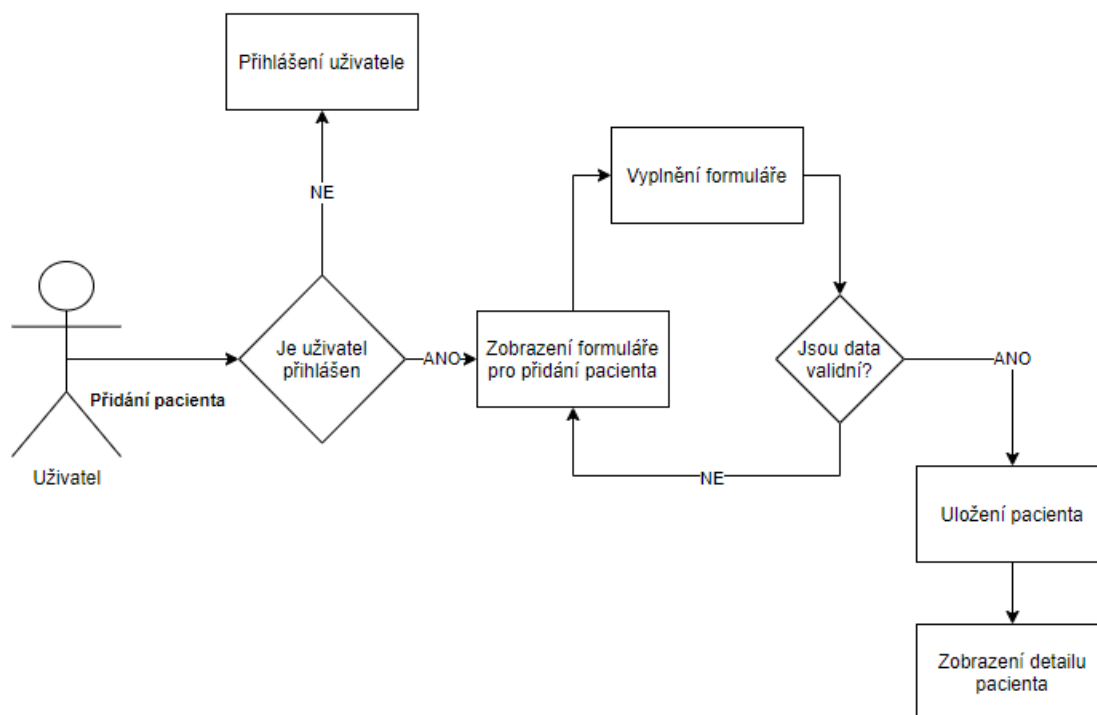 Přihlášení uživatele
NE
Vyplnění formuláře
Je uživatel
přihlášen
ANO
Zobrazení formuláře
pro přidání pacienta
Jsou data
validní?
ANO
Přidání pacienta
Uživatel
NE
Uložení pacienta
Zobrazení detailu
pacienta